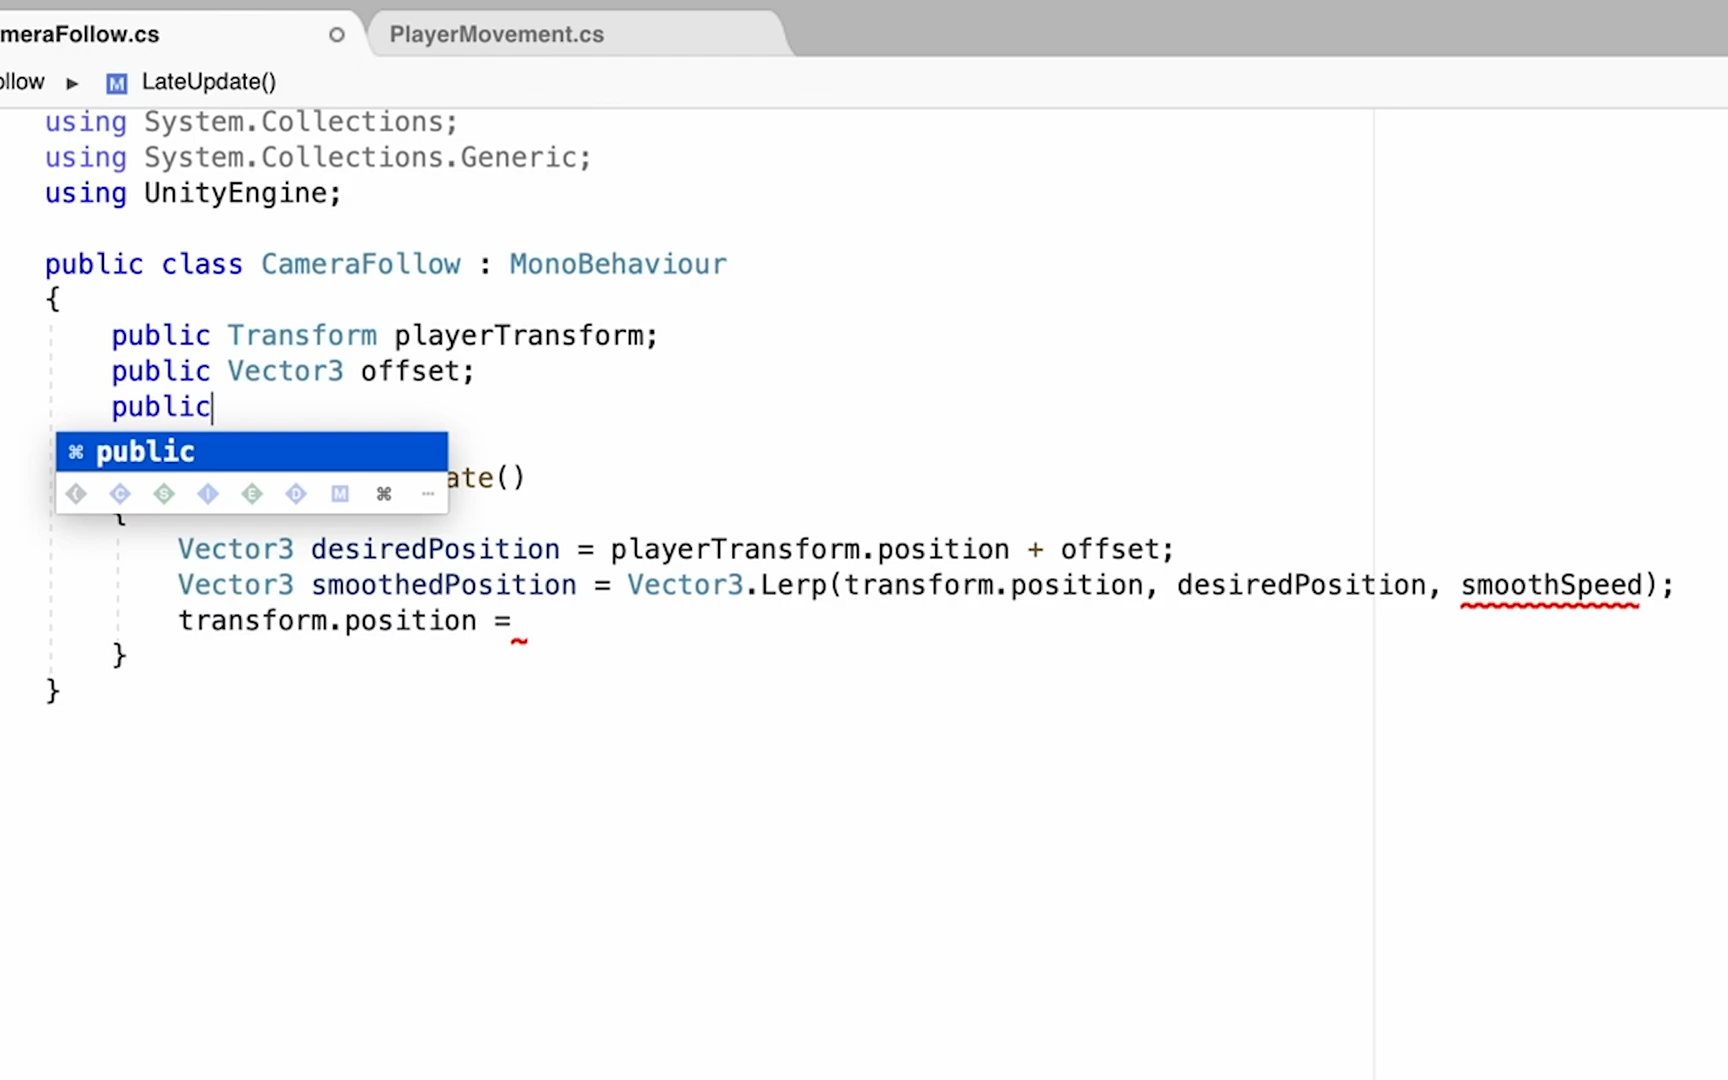 meraFollow.cs PlayerMovement.cs
ollow ▸ M LateUpdate()
using System.Collections;
using System.Collections.Generic;
using UnityEngine;
public class CameraFollow : MonoBehaviour
{
public Transform playerTransform;
public Vector3 offset;
public
⌘ public
ate()
C S I E D M ⌘ ...
{
Vector3 desiredPosition = playerTransform.position + offset;
Vector3 smoothedPosition = Vector3.Lerp(transform.position, desiredPosition, smoothSpeed);
transform.position =
}
}